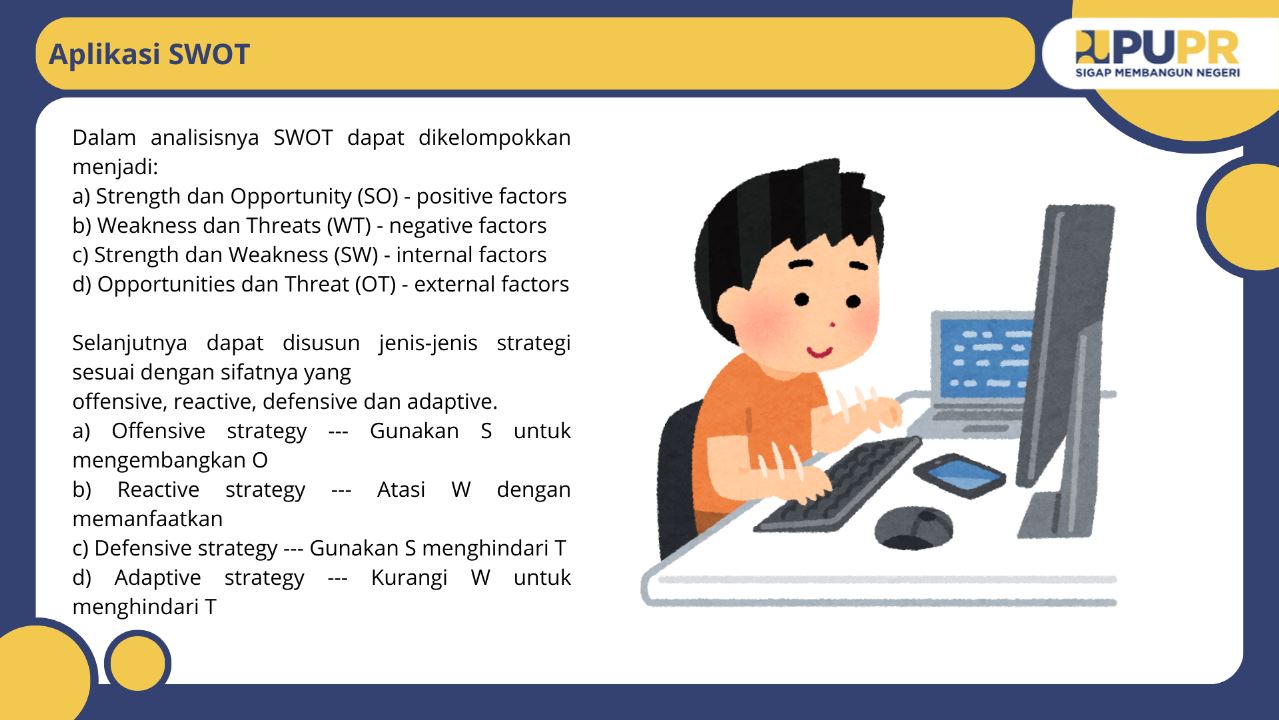 Aplikasi SWOT
PUPR
SIGAP MEMBANGUN NEGERI
Dalam analisisnya SWOT dapat dikelompokkan
menjadi:
a) Strength dan Opportunity (SO) - positive factors
b) Weakness dan Threats (WT) - negative factors
c) Strength dan Weakness (SW) - internal factors
d) Opportunities dan Threat (OT) - external factors
Selanjutnya dapat disusun jenis-jenis strategi
sesuai dengan sifatnya yang
offensive, reactive, defensive dan adaptive.
a) Offensive strategy --- Gunakan S untuk
mengembangkan O
b) Reactive strategy --- Atasi W dengan
memanfaatkan
c) Defensive strategy --- Gunakan S menghindari T
d) Adaptive strategy --- Kurangi W untuk
menghindari T